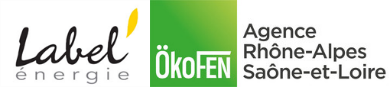 Label'
énergie
ÖkoFEN
Agence
Rhône-Alpes
Saône-et-Loire